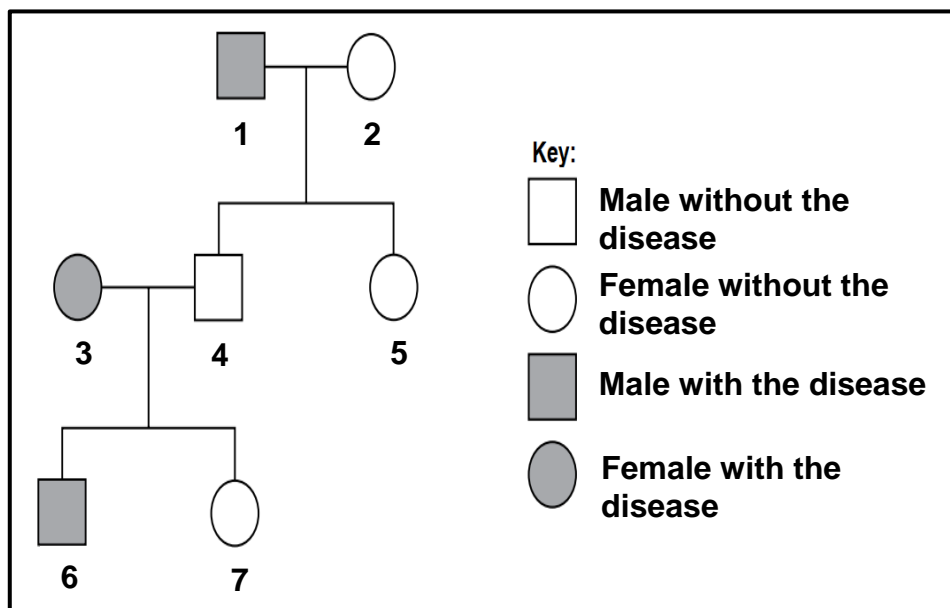 1
2
Key:
Male without the
disease
Female without the
disease
3
4
5
Male with the disease
Female with the
disease
6
7